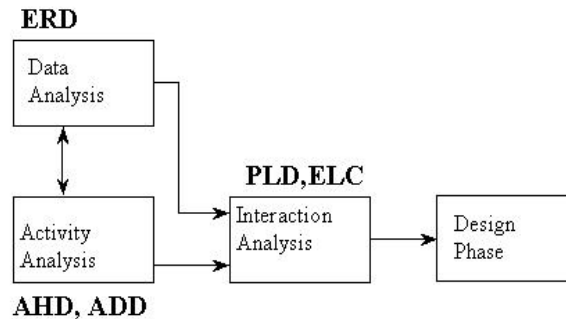 ERD
Data
Analysis
PLD,ELC
Interaction
Analysis
Design
Phase
Activity
Analysis
AHD, ADD